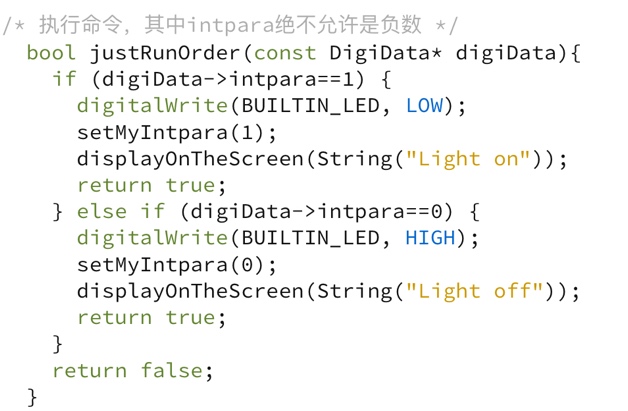 /* 执行命令，其中intpara绝不允许是负数 */
bool justRunOrder(const DigiData* digiData){
if (digiData->intpara==1) {
digitalWrite(BUILTIN_LED, LOW);
setMyIntpara(1);
displayOnTheScreen(String("Light on"));
return true;
} else if (digiData->intpara==0) {
digitalWrite(BUILTIN_LED, HIGH);
setMyIntpara(0);
displayOnTheScreen(String("Light off"));
return true;
}
return false;
}